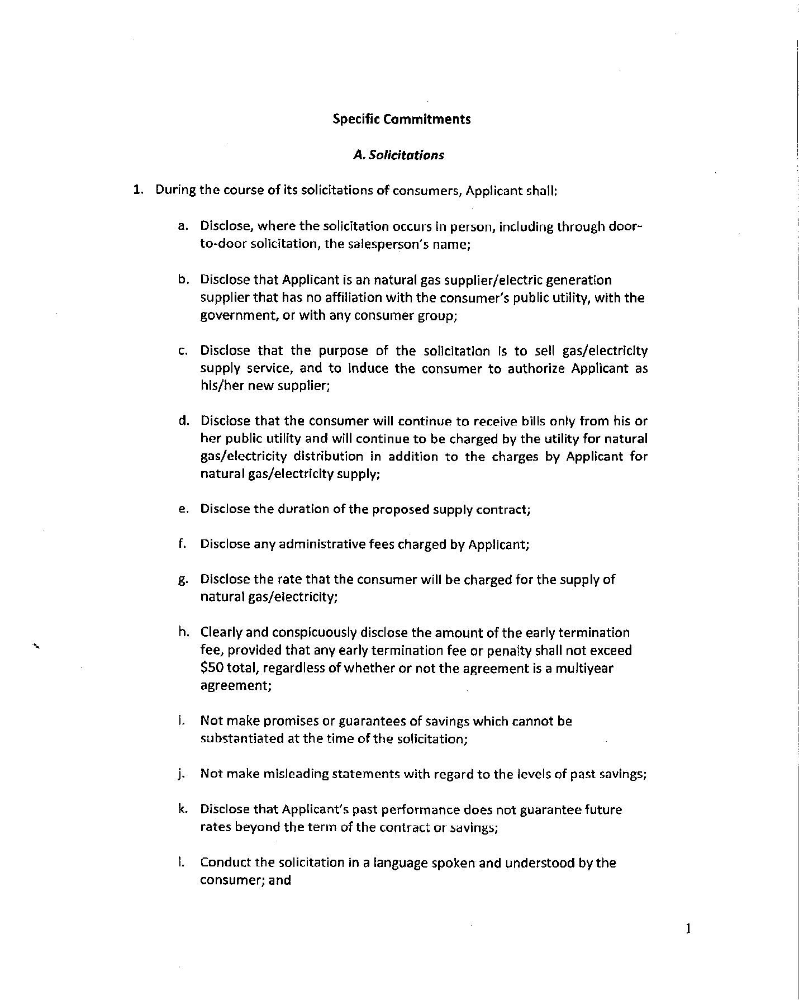 Specific Commitments
A. Solicitations
1. During the course of its solicitations of consumers, Applicant shall:
a. Disclose, where the solicitation occurs in person, including through door-
to-door solicitation, the salesperson's name;
b. Disclose that Applicant is an natural gas supplier/electric generation
supplier that has no affiliation with the consumer's public utility, with the
government, or with any consumer group;
c. Disclose that the purpose of the solicitation is to sell gas/electricity
supply service, and to induce the consumer to authorize Applicant as
his/her new supplier;
d. Disclose that the consumer will continue to receive bills only from his or
her public utility and will continue to be charged by the utility for natural
gas/electricity distribution in addition to the charges by Applicant for
natural gas/electricity supply;
e. Disclose the duration of the proposed supply contract;
f. Disclose any administrative fees charged by Applicant;
g. Disclose the rate that the consumer will be charged for the supply of
natural gas/electricity;
h. Clearly and conspicuously disclose the amount of the early termination
fee, provided that any early termination fee or penalty shall not exceed
$50 total, regardless of whether or not the agreement is a multiyear
agreement;
i. Not make promises or guarantees of savings which cannot be
substantiated at the time of the solicitation;
j. Not make misleading statements with regard to the levels of past savings;
k. Disclose that Applicant's past performance does not guarantee future
rates beyond the term of the contract or savings;
l. Conduct the solicitation in a language spoken and understood by the
consumer; and
1